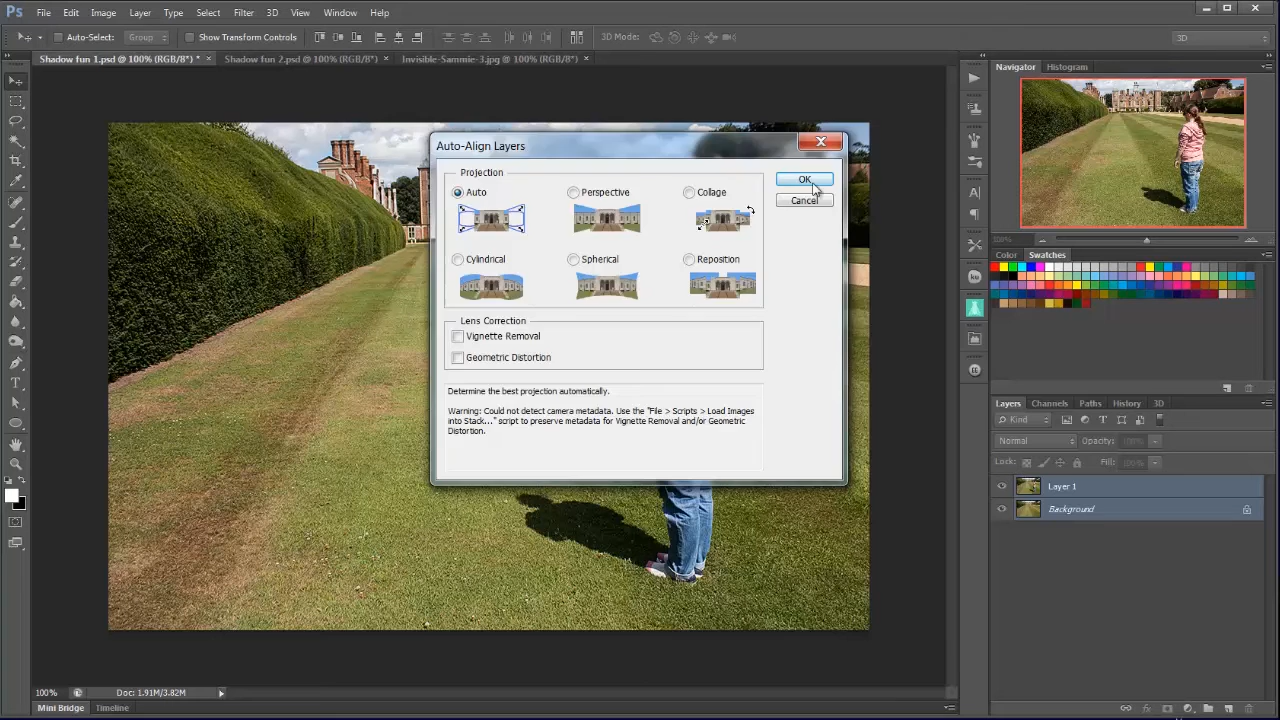 Ps File Edit Image Layer Type Select Filter 3D View Window Help
Auto-Select: Group Show Transform Controls 3D Mode: 3D
Shadow fun 1.psd @ 100% (RGB/8*) * × Shadow fun 2.psd @ 100% (RGB/8*) × Invisible-Sammie-3.jpg @ 100% (RGB/8*) ×
Navigator Histogram
100%
Color Swatches
Auto-Align Layers
Projection
Auto Perspective Collage
Cylindrical Spherical Reposition
OK
Cancel
Lens Correction
Vignette Removal
Geometric Distortion
Determine the best projection automatically.
Warning: Could not detect camera metadata. Use the "File > Scripts > Load Images
into Stack..." script to preserve metadata for Vignette Removal and/or Geometric
Distortion.
Layers Channels Paths History 3D
Kind
Normal Opacity: 100%
Lock: Fill: 100%
Layer 1
Background
100% Doc: 1.91M/3.82M
Mini Bridge Timeline